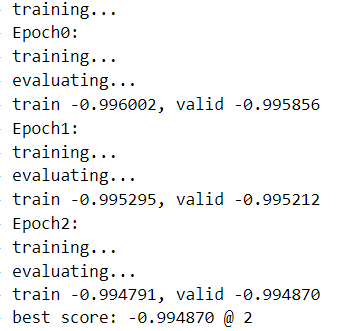 training...
Epoch0:
training...
evaluating...
train -0.996002, valid -0.995856
Epoch1:
training...
evaluating...
train -0.995295, valid -0.995212
Epoch2:
training...
evaluating...
train -0.994791, valid -0.994870
best score: -0.994870 @ 2